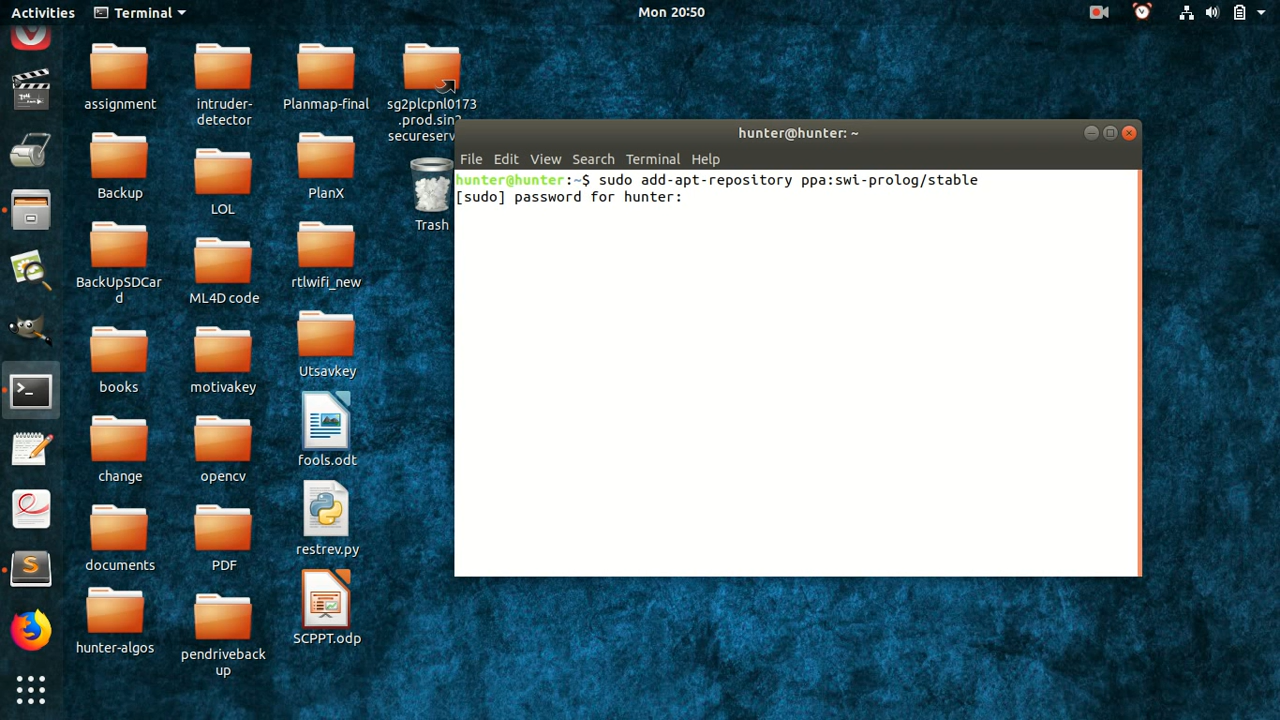 Activities
Terminal
Mon 20:50
assignment
intruder-
detector
Planmap-final
sg2plcpnl0173
.prod.sin2
secureserv
Backup
LOL
PlanX
Trash
BackUpSDCar
d
ML4D code
rtlwifi_new
books
motivakey
Utsavkey
change
opencv
fools.odt
documents
PDF
restrev.py
hunter-algos
pendriveback
up
SCPPT.odp
hunter@hunter: ~
File Edit View Search Terminal Help
hunter@hunter:~$ sudo add-apt-repository ppa:swi-prolog/stable
[sudo] password for hunter: